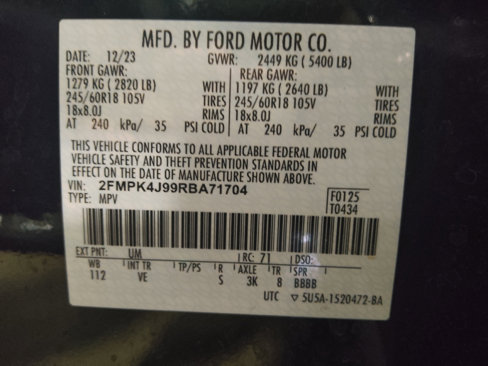 MFD. BY FORD MOTOR CO.
DATE: 12/23 GVWR: 2449 KG ( 5400 LB)
FRONT GAWR: REAR GAWR:
1279 KG ( 2820 LB) WITH 1197 KG ( 2640 LB) WITH
245/60R18 105V TIRES 245/60R18 105V TIRES
18x8.0J RIMS 18x8.0J RIMS
AT 240 kPa/ 35 PSI COLD AT 240 kPa/ 35 PSI COLD
THIS VEHICLE CONFORMS TO ALL APPLICABLE FEDERAL MOTOR
VEHICLE SAFETY AND THEFT PREVENTION STANDARDS IN
EFFECT ON THE DATE OF MANUFACTURE SHOWN ABOVE.
VIN: 2FMPK4J99RBA71704 F0125
TYPE: MPV T0434
EXT PNT: UM RC: 71 DSO:
WB INT TR TP/PS R AXLE TR SPR
112 VE S 3K 8 BBBB
UTC ▽ 5U5A-1520472-BA